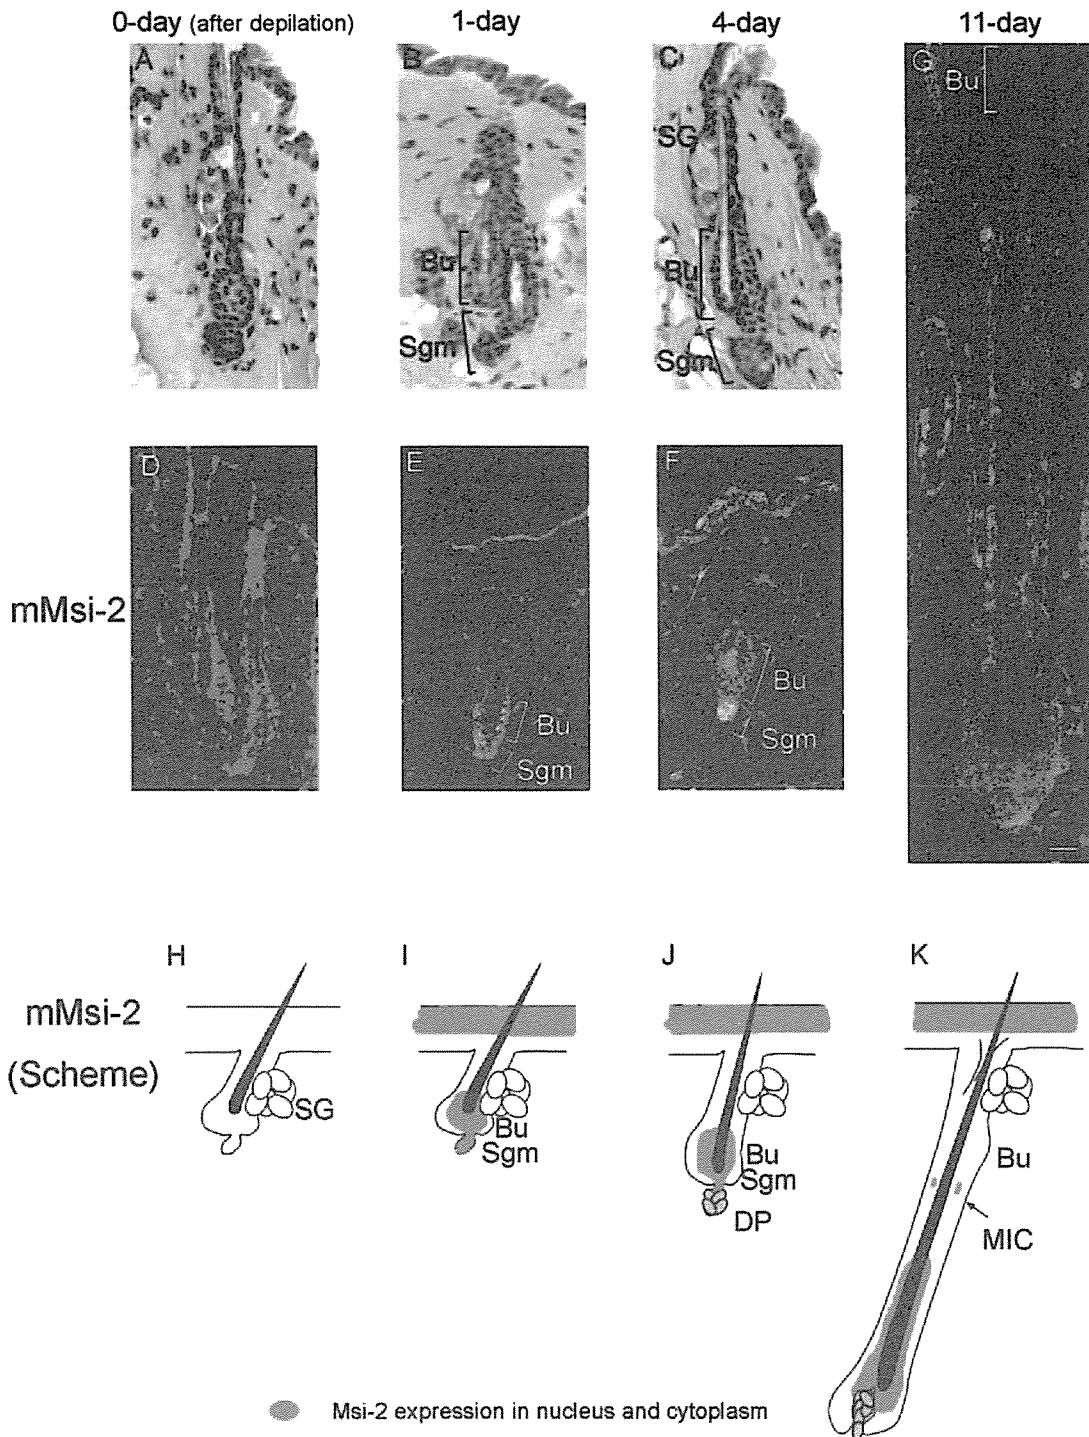 0-day (after depilation)
1-day
4-day
11-day
A
B
C
G
Bu
SG
Bu
Bu
Sgm
Sgm
D
E
F
mMsi-2
Bu
Bu
Sgm
Sgm
H
I
J
K
mMsi-2
(Scheme)
SG
Bu
Sgm
Bu
Sgm
Bu
DP
MIC
Msi-2 expression in nucleus and cytoplasm